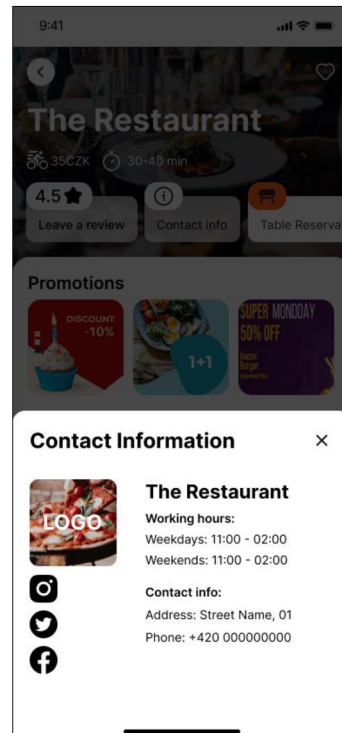 9:41
The Restaurant
35CZK 30-40 min
4.5
Leave a review
Contact info
Table Reserva
Promotions
DISCOUNT
-10%
1+1
SUPER MONDDAY
50% OFF
bacon
Burger
Contact Information
LOGO
The Restaurant
Working hours:
Weekdays: 11:00 - 02:00
Weekends: 11:00 - 02:00
Contact info:
Address: Street Name, 01
Phone: +420 000000000